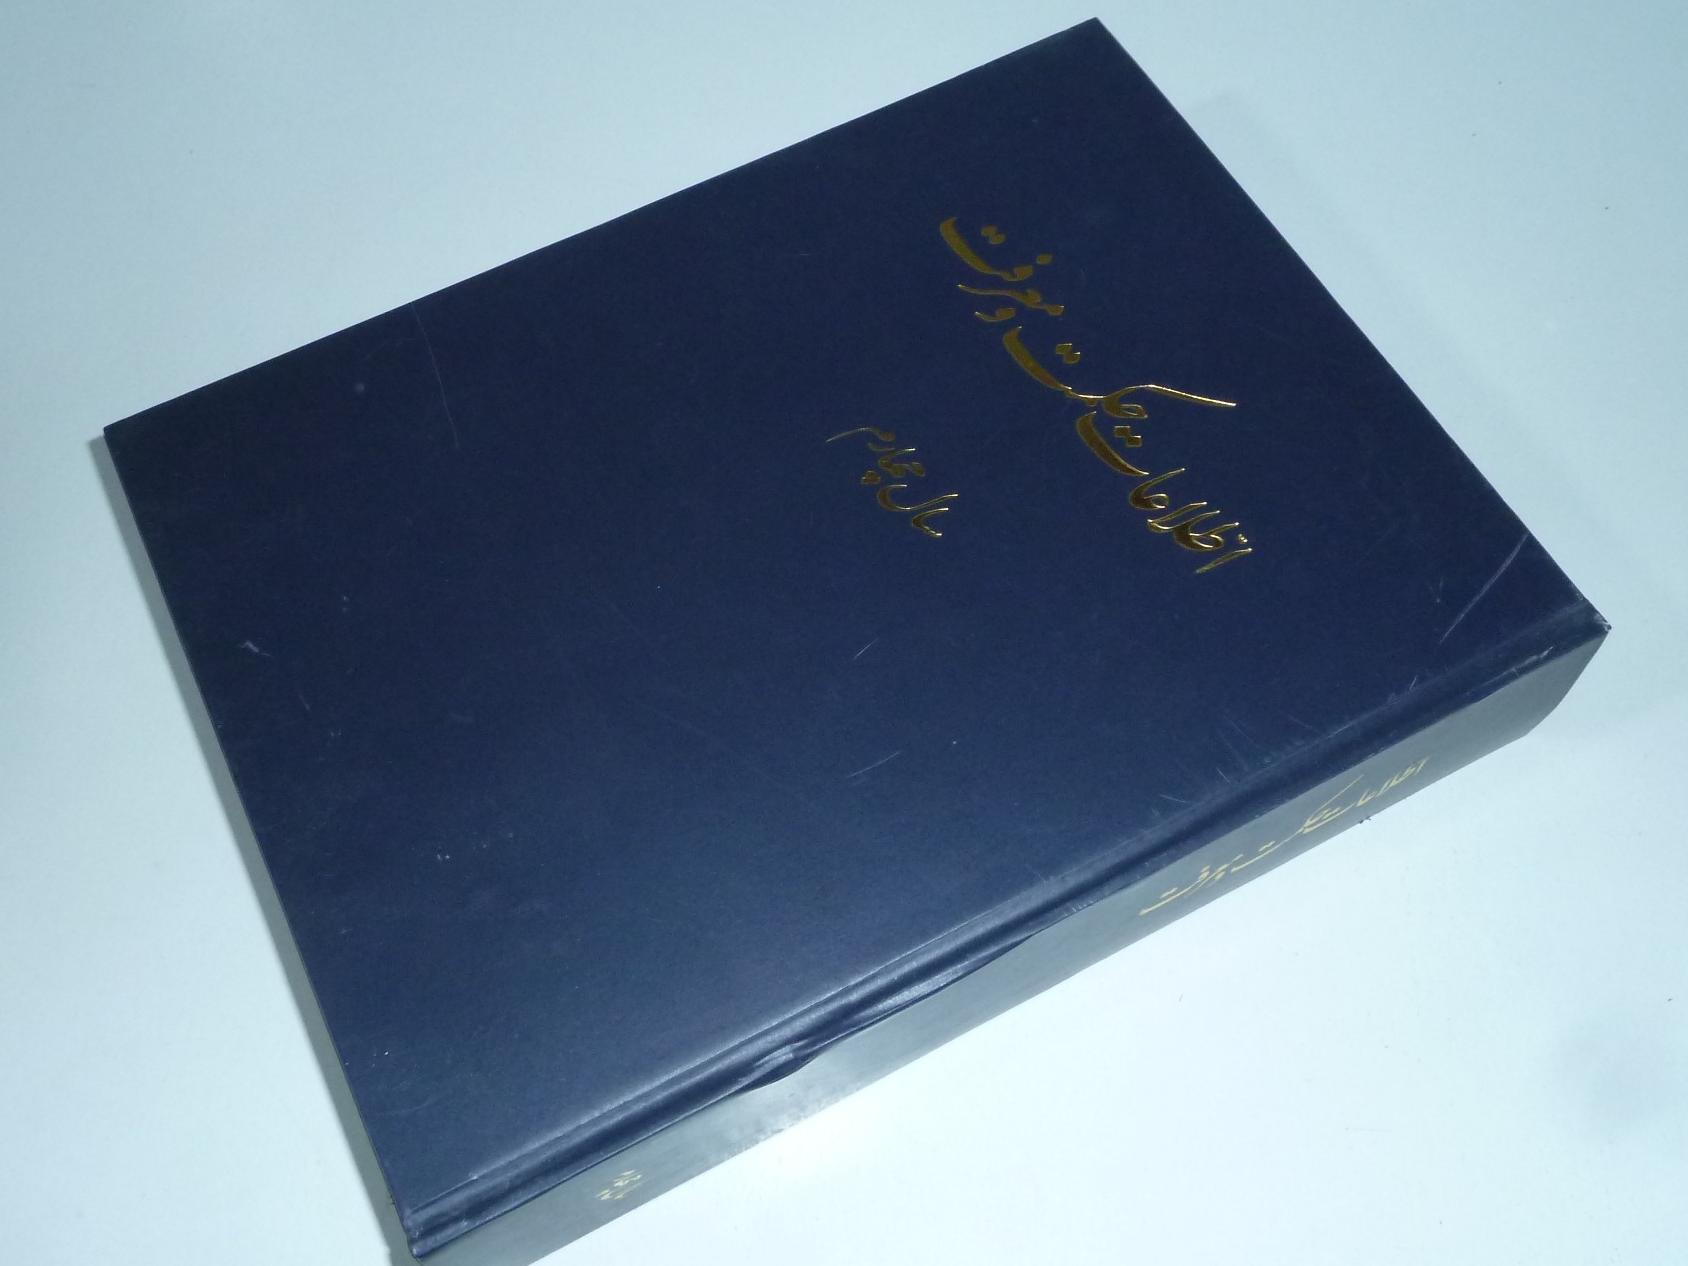 اطلاعات حکمت و معرفت
سال چهارم
اطلاعات حکمت و معرفت